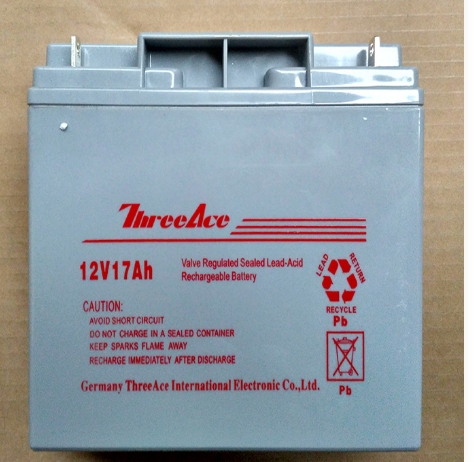 ThreeAce
12V17Ah
Valve Regulated Sealed Lead-Acid
Rechargeable Battery
LEAD
RETURN
RECYCLE
Pb
CAUTION:
AVOID SHORT CIRCUIT
DO NOT CHARGE IN A SEALED CONTAINER
KEEP SPARKS FLAME AWAY
RECHARGE IMMEDIATELY AFTER DISCHARGE
Pb
Germany ThreeAce International Electronic Co.,Ltd.